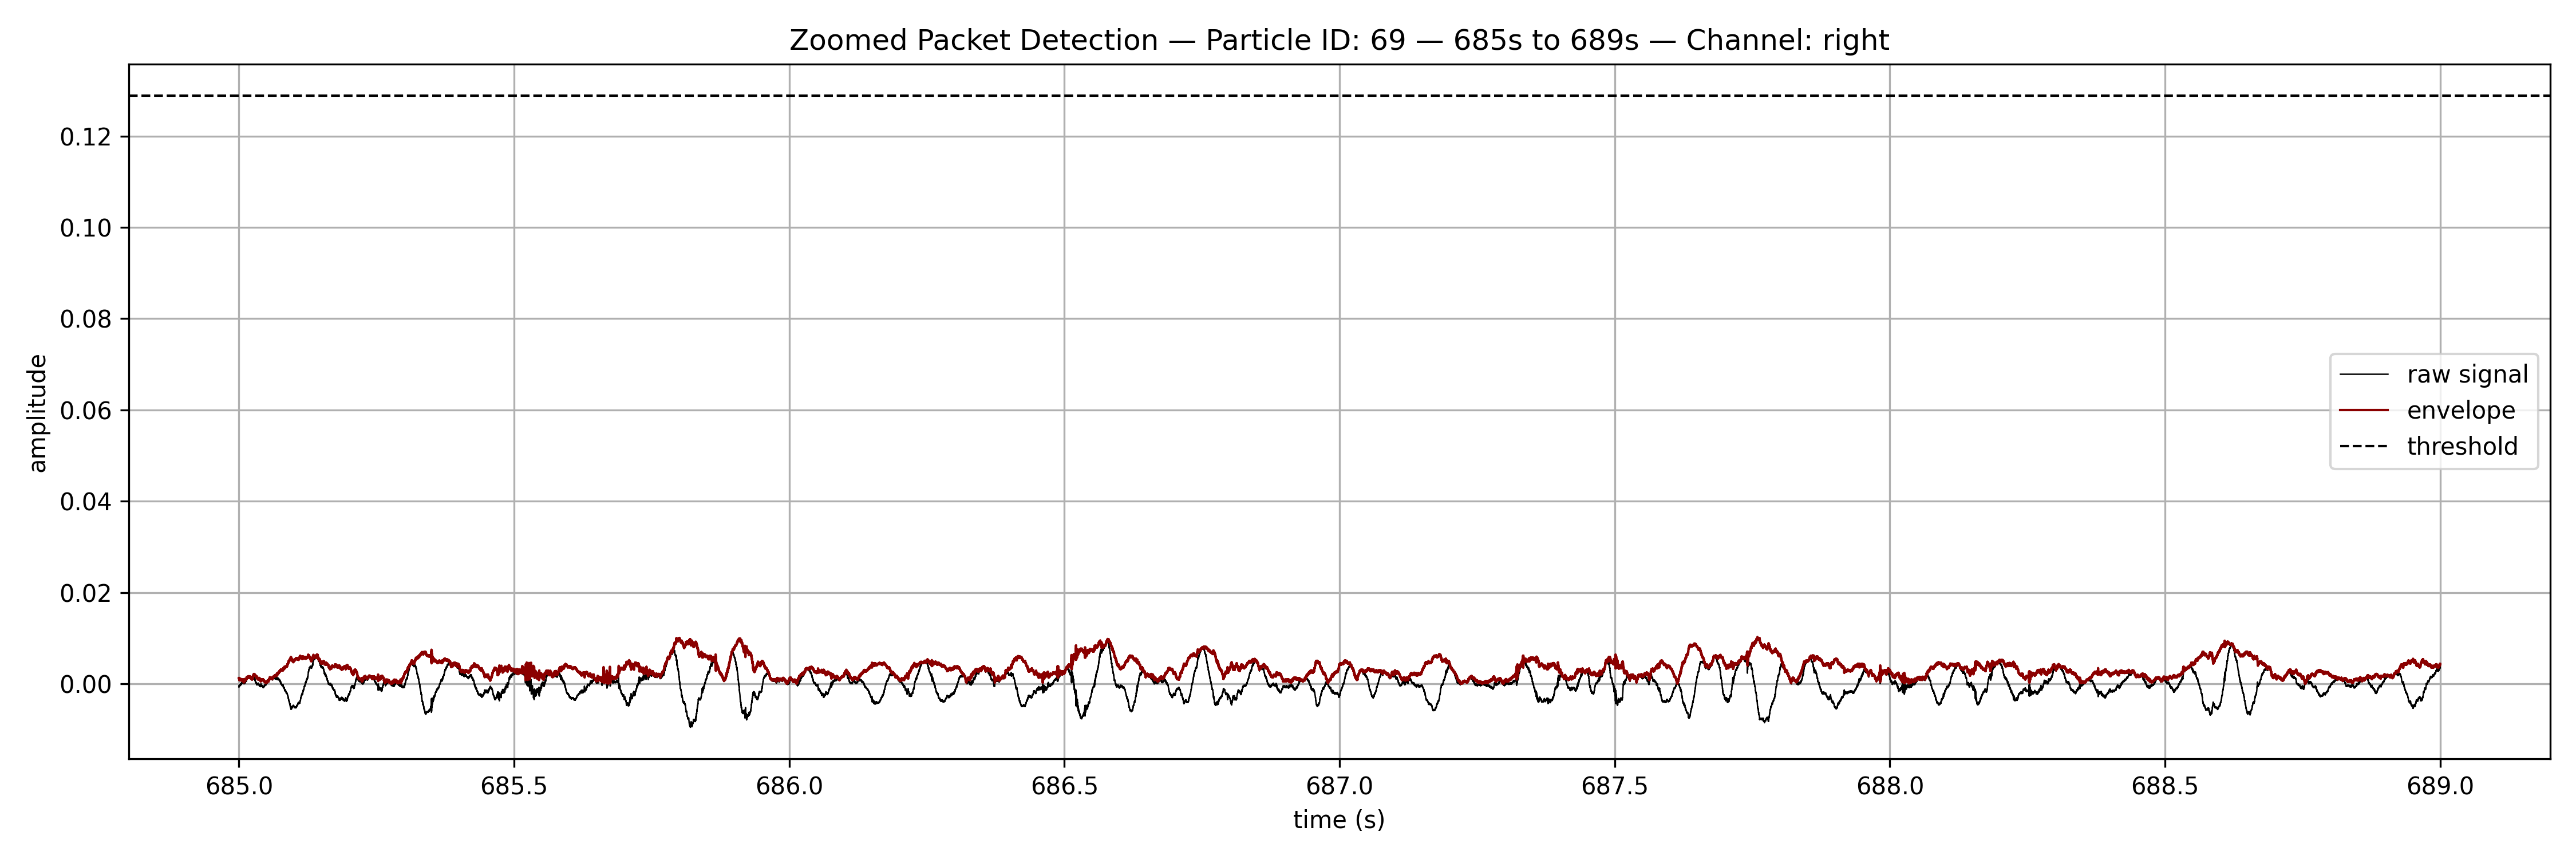 Zoomed Packet Detection — Particle ID: 69 — 685s to 689s — Channel: right
amplitude
0.12
0.10
0.08
0.06
0.04
0.02
0.00
raw signal
envelope
threshold
685.0 685.5 686.0 686.5 687.0 687.5 688.0 688.5 689.0
time (s)